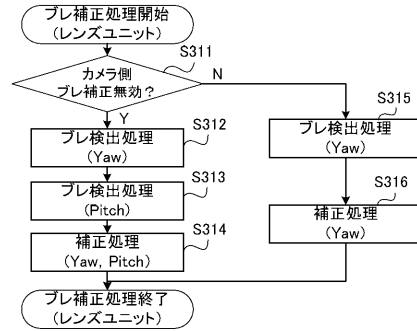 ブレ補正処理開始
(レンズユニット)
S311
カメラ側
ブレ補正無効？
N
Y
S312
ブレ検出処理
(Yaw)
S313
ブレ検出処理
(Pitch)
S314
補正処理
(Yaw, Pitch)
S315
ブレ検出処理
(Yaw)
S316
補正処理
(Yaw)
ブレ補正処理終了
(レンズユニット)